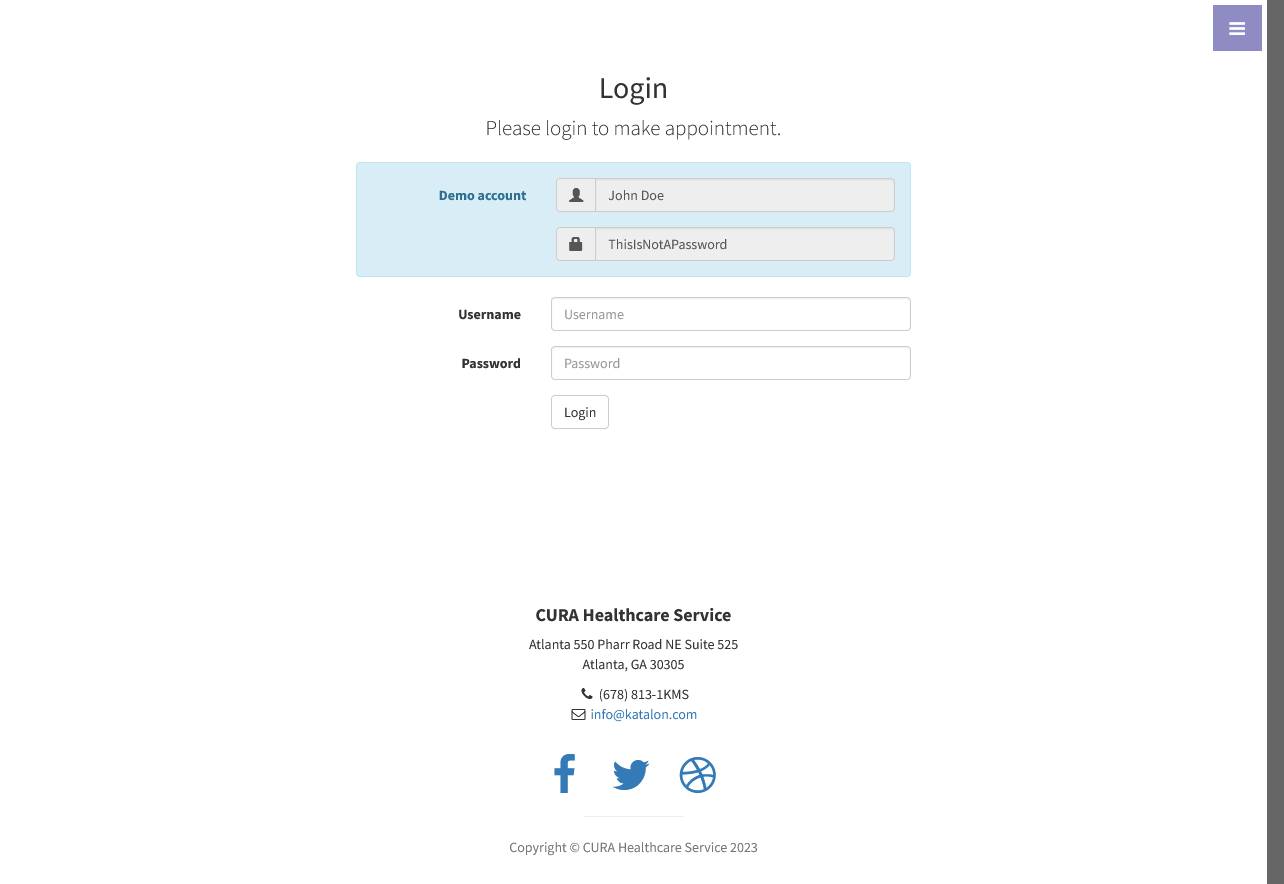 Login
Please login to make appointment.
Demo account
John Doe
ThisIsNotAPassword
Username
Username
Password
Password
Login
CURA Healthcare Service
Atlanta 550 Pharr Road NE Suite 525
Atlanta, GA 30305
(678) 813-1KMS
info@katalon.com
Copyright © CURA Healthcare Service 2023